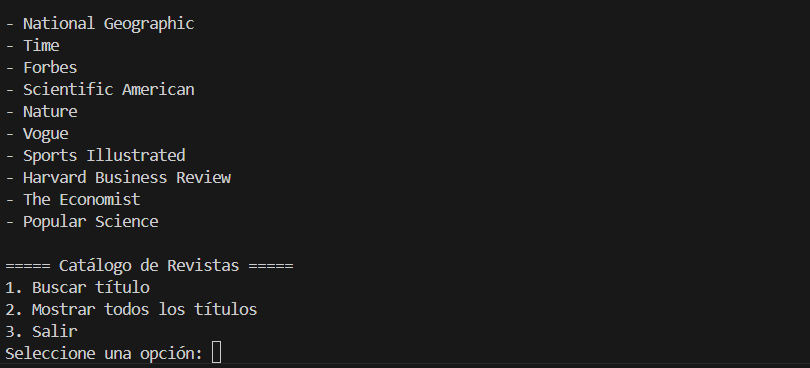 - National Geographic
- Time
- Forbes
- Scientific American
- Nature
- Vogue
- Sports Illustrated
- Harvard Business Review
- The Economist
- Popular Science
===== Catálogo de Revistas =====
1. Buscar título
2. Mostrar todos los títulos
3. Salir
Seleccione una opción: